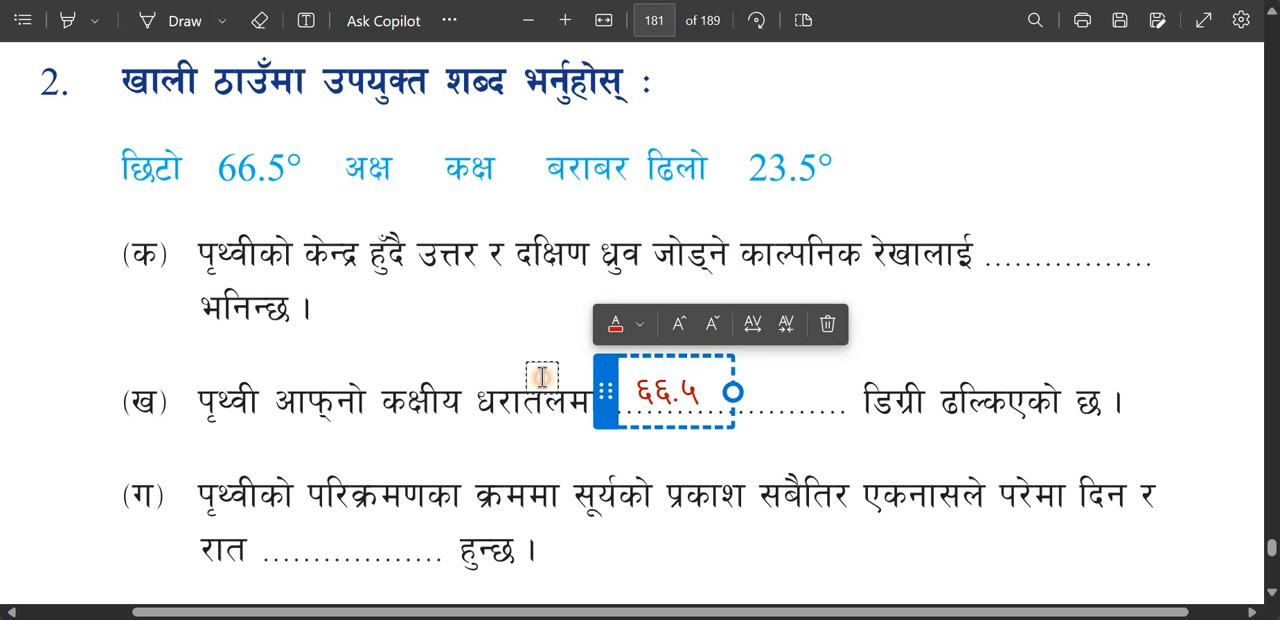 Draw Ask Copilot ... 181 of 189
2. खाली ठाउँमा उपयुक्त शब्द भर्नुहोस् :
छिटो 66.5° अक्ष कक्ष बराबर ढिलो 23.5°
(क) पृथ्वीको केन्द्र हुँदै उत्तर र दक्षिण ध्रुव जोड्ने काल्पनिक रेखालाई .................
भनिन्छ ।
A A A AV AV
(ख) पृथ्वी आफ्नो कक्षीय धरातलम ६६.५ ....................... डिग्री ढल्किएको छ ।
(ग) पृथ्वीको परिक्रमणका क्रममा सूर्यको प्रकाश सबैतिर एकनासले परेमा दिन र
रात .................. हुन्छ ।